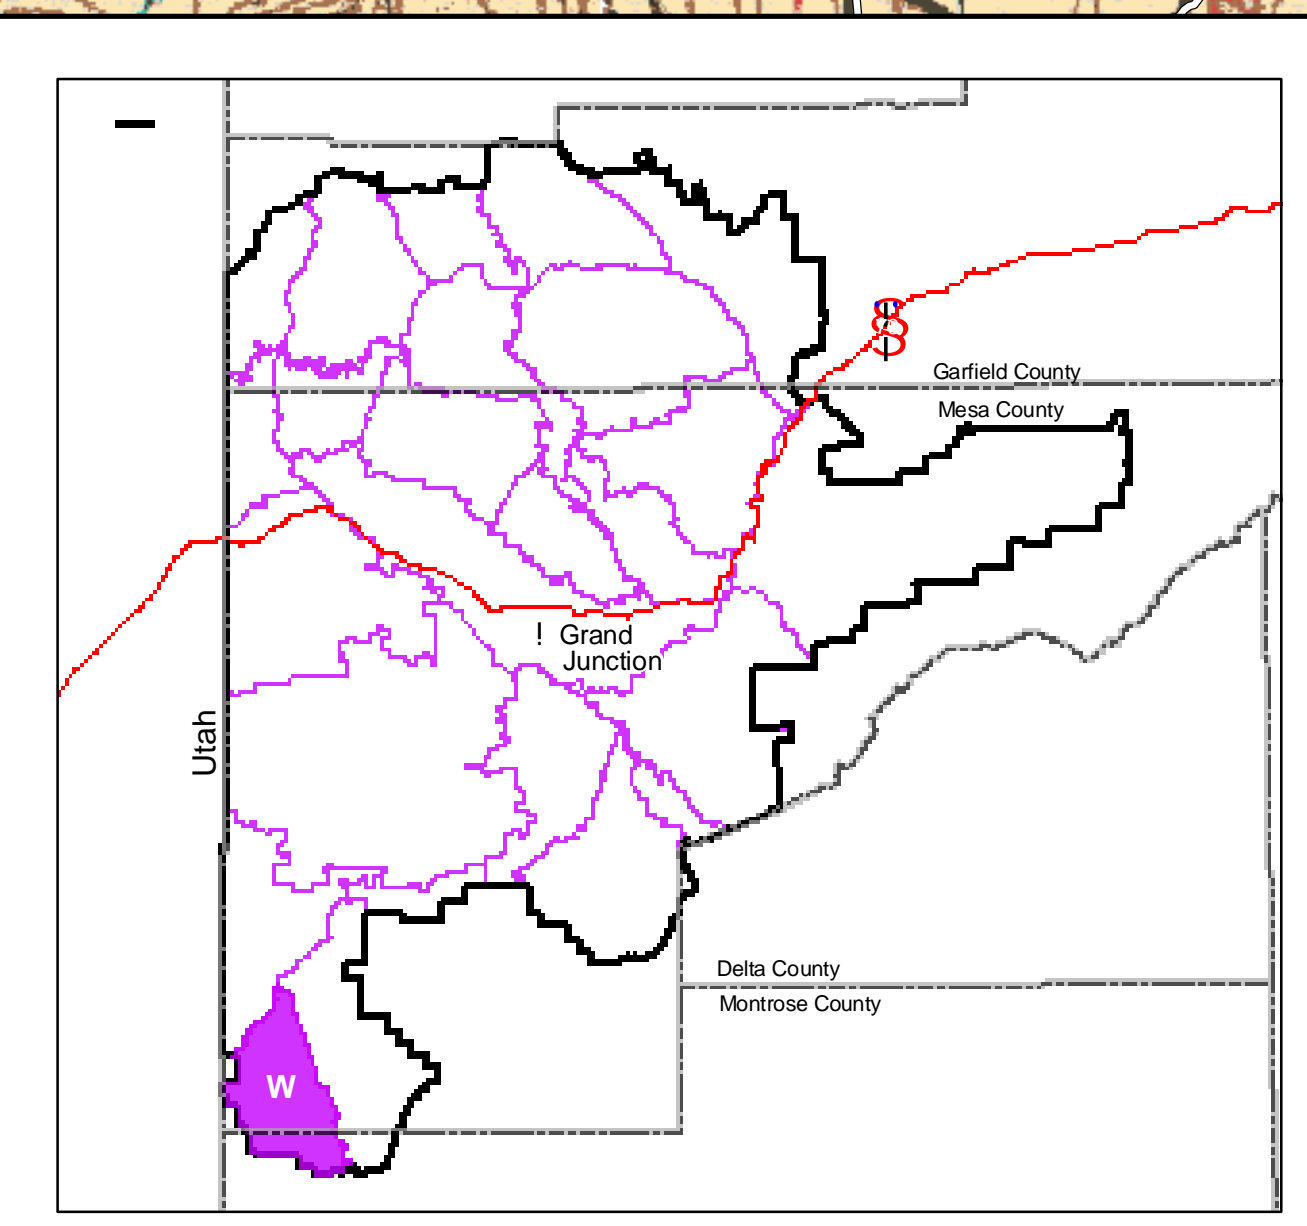 Garfield County
Mesa County
! Grand
Junction
Utah
Delta County
Montrose County
W